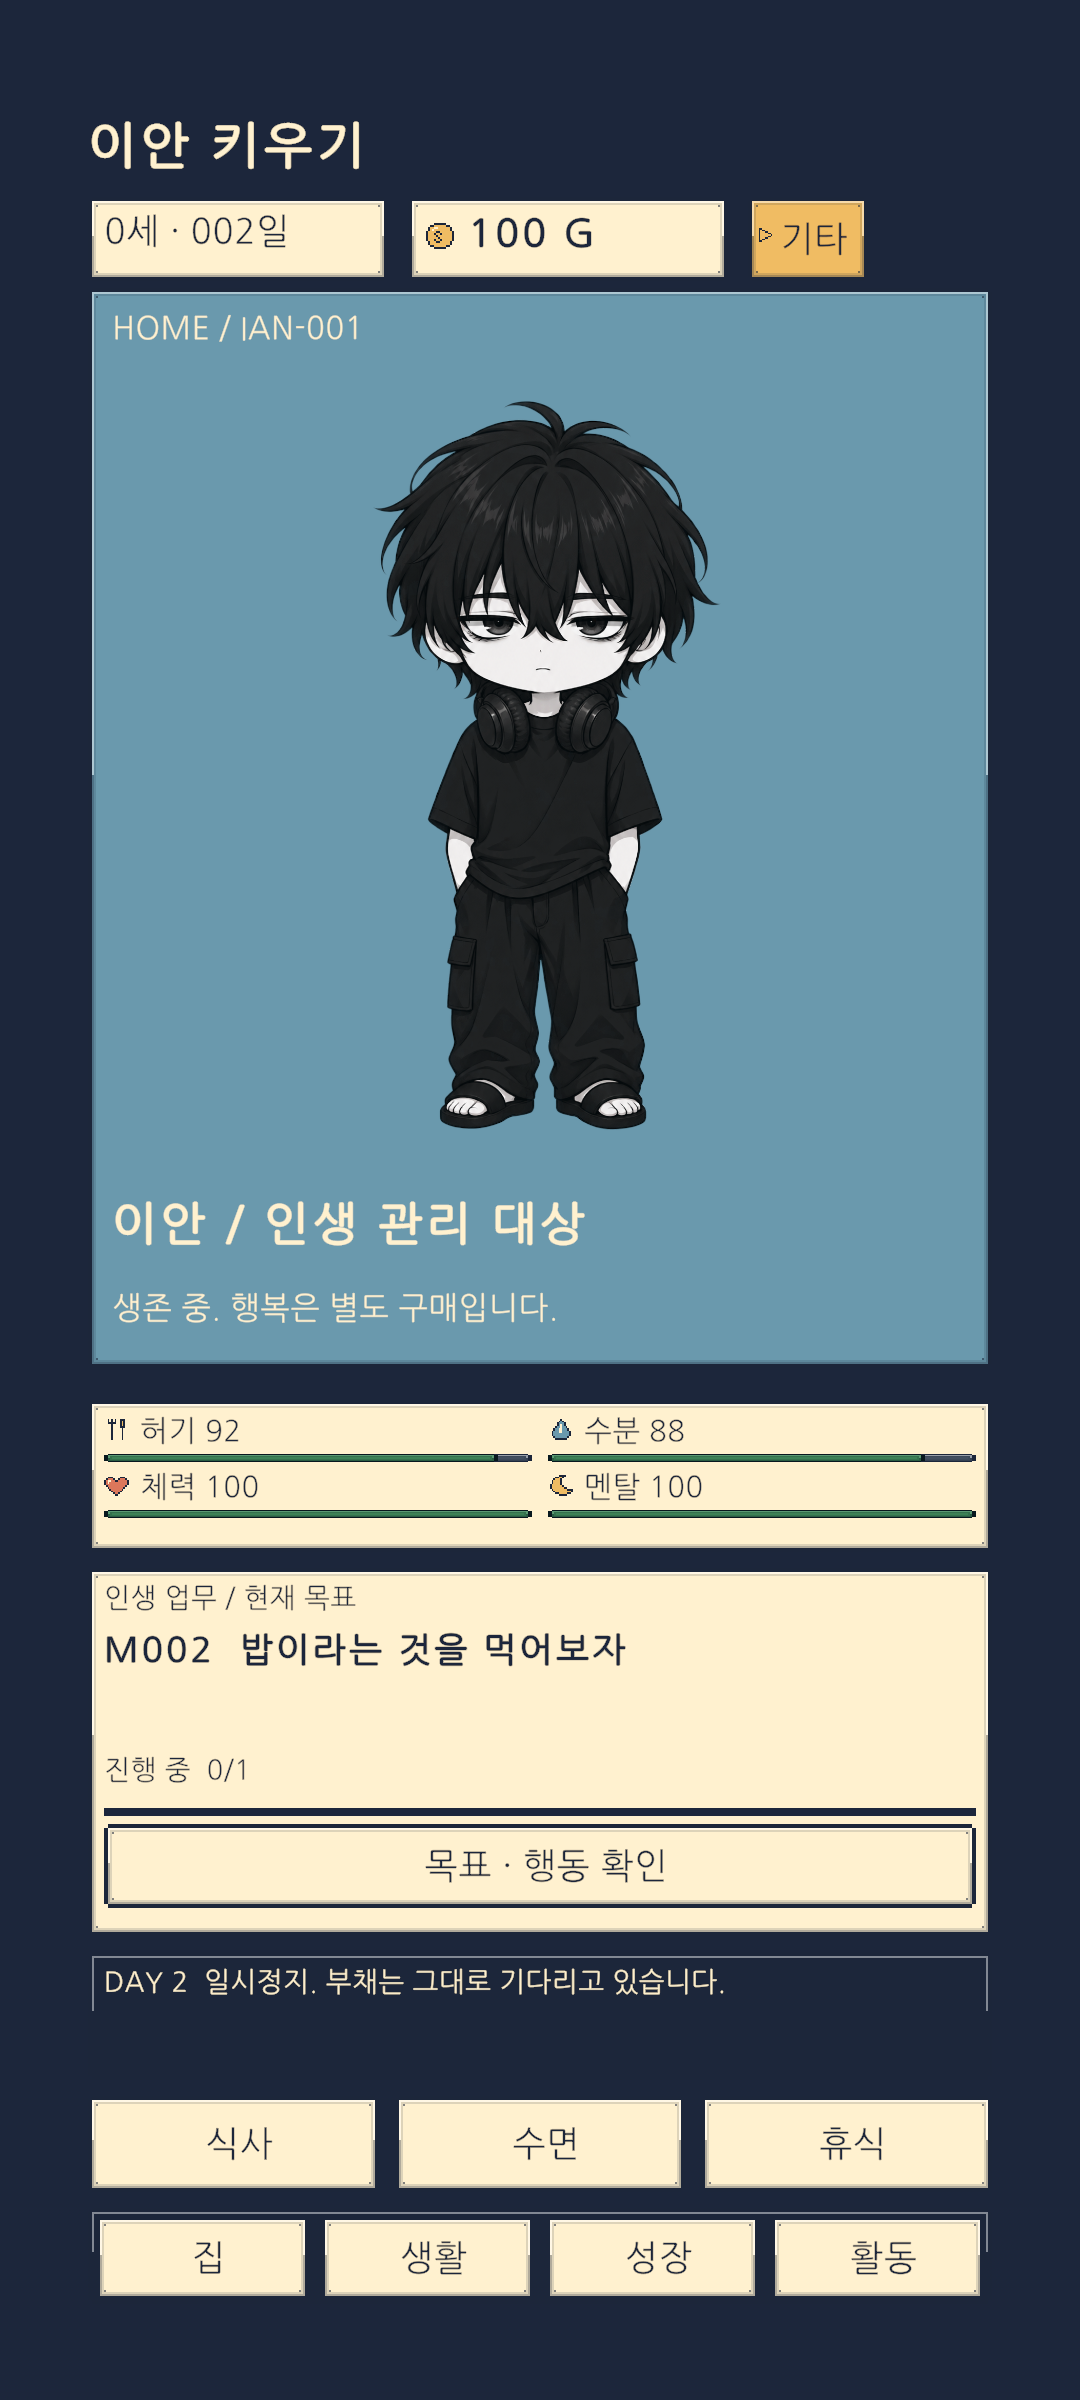 이안 키우기
0세 · 002일
100 G
기타
HOME / IAN-001
이안 / 인생 관리 대상
생존 중. 행복은 별도 구매입니다.
허기 92
수분 88
체력 100
멘탈 100
인생 업무 / 현재 목표
M002 밥이라는 것을 먹어보자
진행 중 0/1
목표 · 행동 확인
DAY 2 일시정지. 부채는 그대로 기다리고 있습니다.
식사
수면
휴식
집
생활
성장
활동